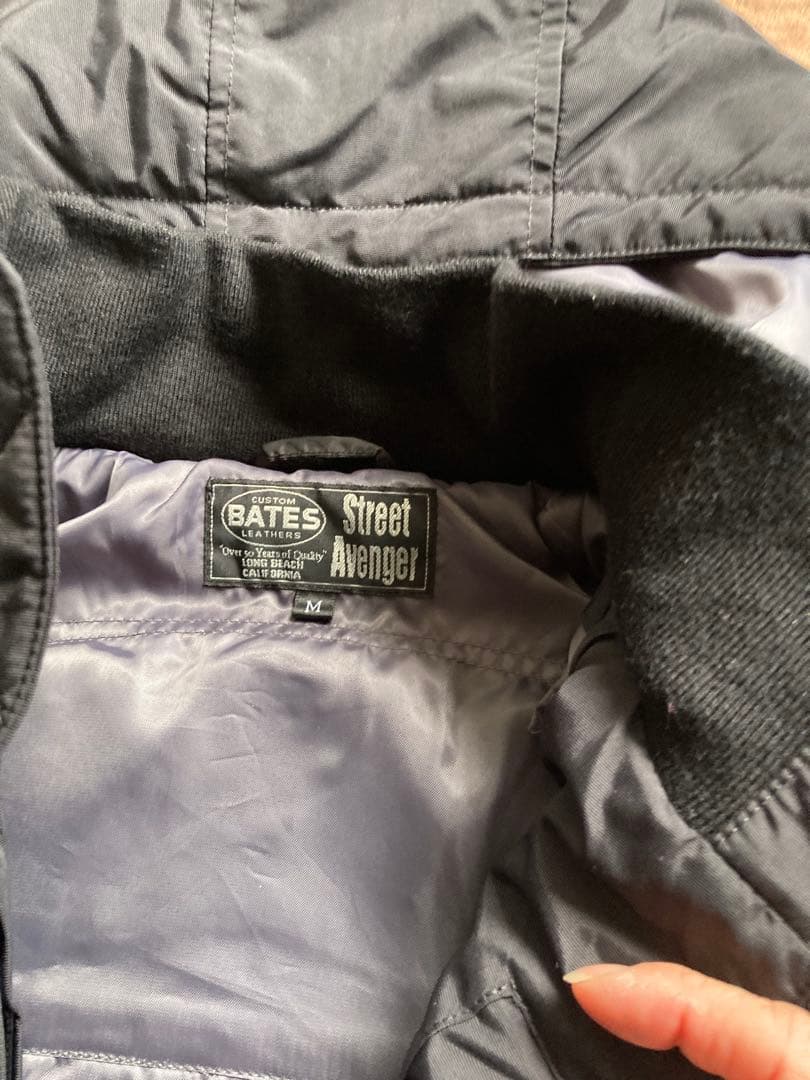 CUSTOM
BATES
LEATHERS
"Over 50 Years of Quality"
LONG BEACH
CALIFORNIA
Street
Avenger
M